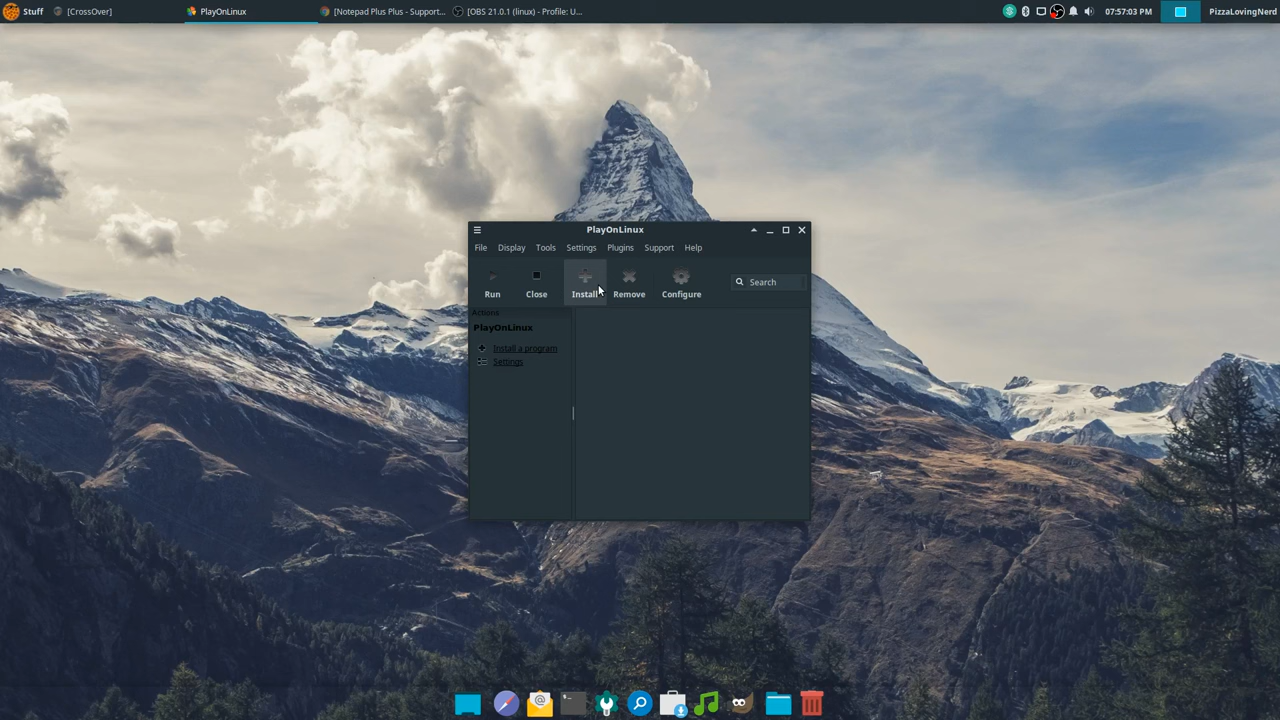 Stuff
[CrossOver]
PlayOnLinux
[Notepad Plus Plus - Support...
[OBS 21.0.1 (linux) - Profile: U...
07:57:03 PM
PizzaLovingNerd
PlayOnLinux
File Display Tools Settings Plugins Support Help
Run Close Install Remove Configure
Search
Actions
PlayOnLinux
Install a program
Settings